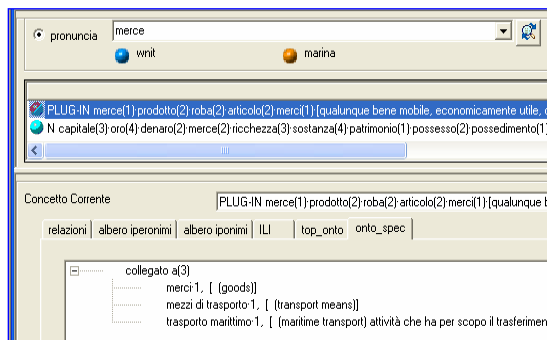 pronuncia
merce
wnit
marina
PLUG-IN merce(1)·prodotto(2)·roba(2)·articolo(2)·merci(1)·[qualunque bene mobile, economicamente utile,
N capitale(3)·oro(4)·denaro(2)·merce(2)·ricchezza(3)·sostanza(4)·patrimonio(1)·possesso(2)·possedimento(1)
Concetto Corrente
PLUG-IN merce(1)·prodotto(2)·roba(2)·articolo(2)·merci(1)·[qualunque
relazioni
albero iperonimi
albero iponimi
ILI
top_onto
onto_spec
collegato a(3)
merci·1, [ (goods)]
mezzi di trasporto·1, [ (transport means)]
trasporto marittimo·1, [ (maritime transport) attività che ha per scopo il